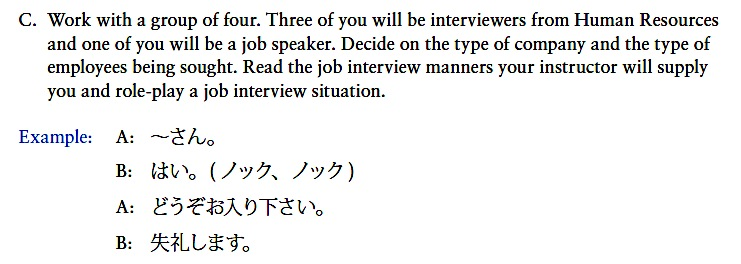 C. Work with a group of four. Three of you will be interviewers from Human Resources
and one of you will be a job speaker. Decide on the type of company and the type of
employees being sought. Read the job interview manners your instructor will supply
you and role-play a job interview situation.
Example: A: 〜さん。
B: はい。(ノック、ノック)
A: どうぞお入り下さい。
B: 失礼します。